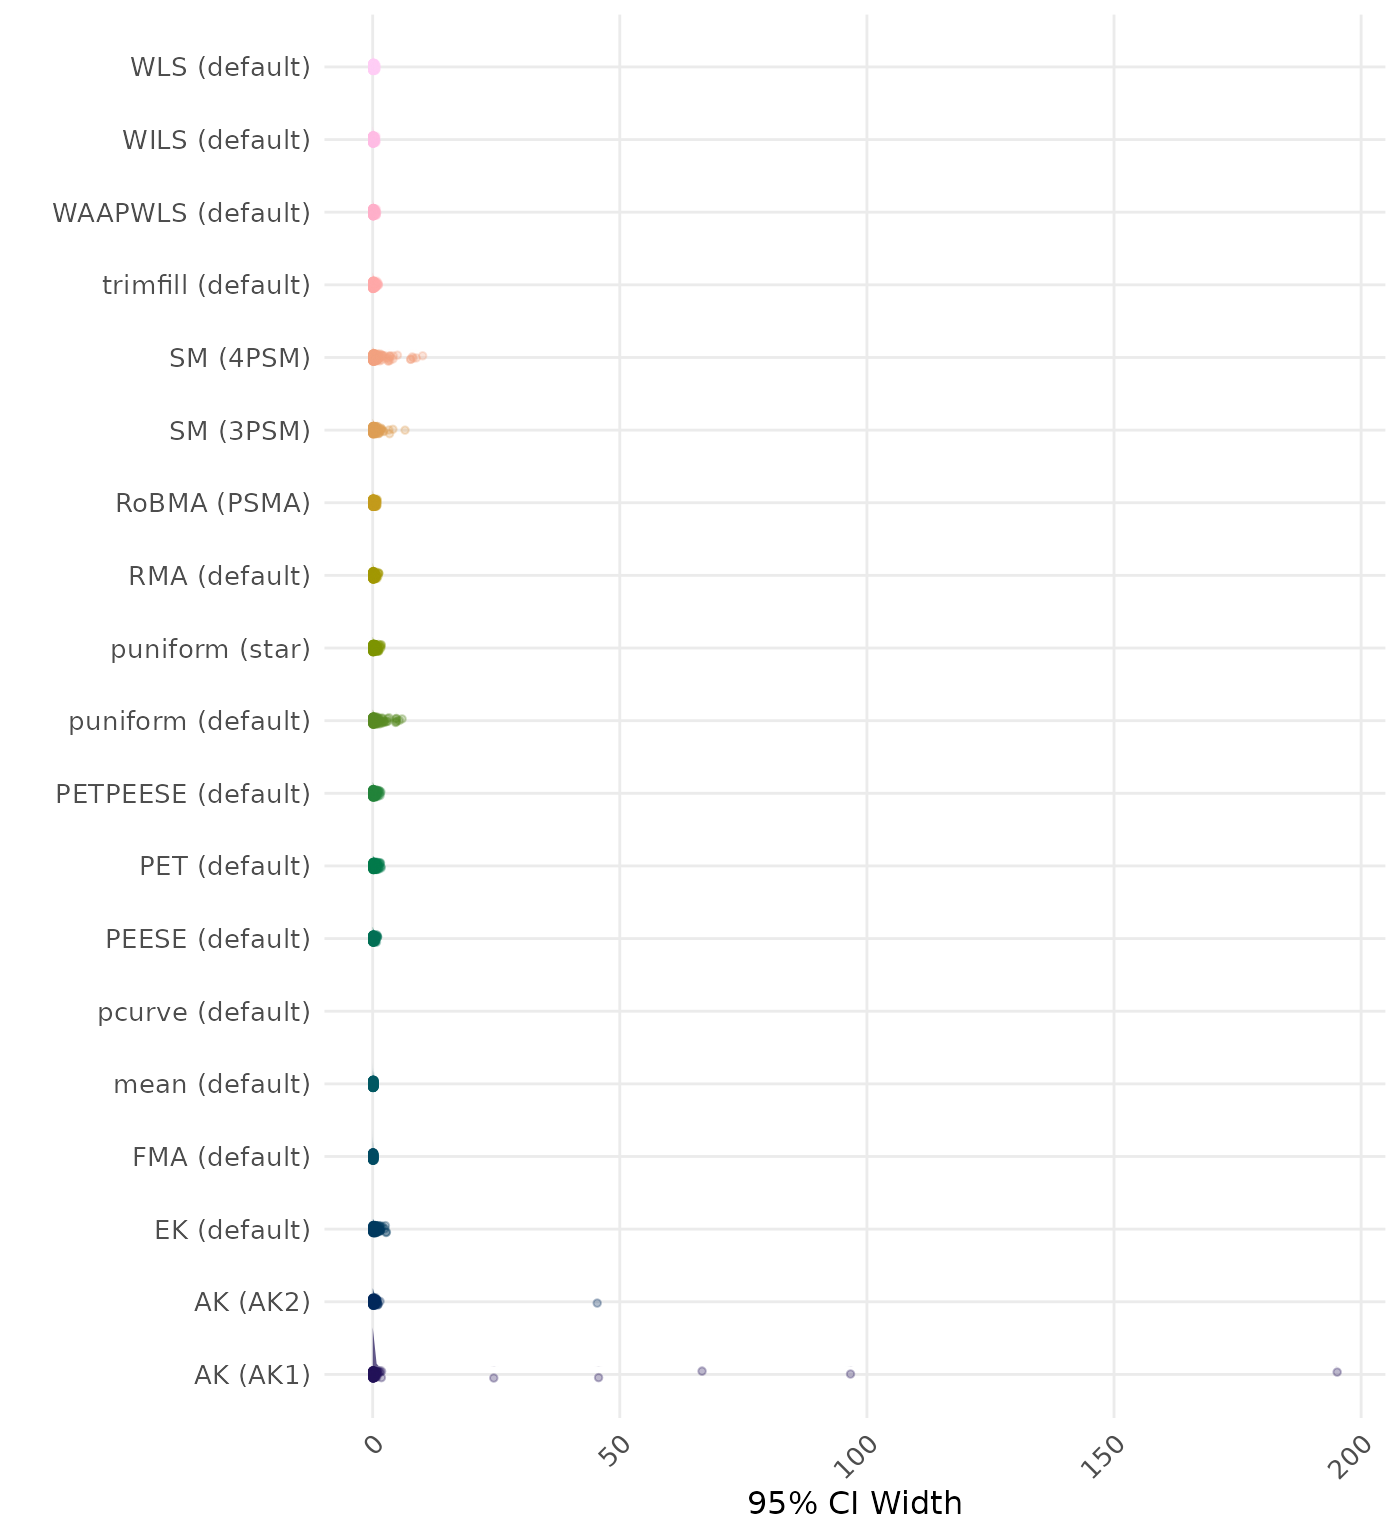 WLS (default)
WILS (default)
WAAPWLS (default)
trimfill (default)
SM (4PSM)
SM (3PSM)
RoBMA (PSMA)
RMA (default)
puniform (star)
puniform (default)
PETPEESE (default)
PET (default)
PEESE (default)
pcurve (default)
mean (default)
FMA (default)
EK (default)
AK (AK2)
AK (AK1)
0
50
100
150
200
95% CI Width